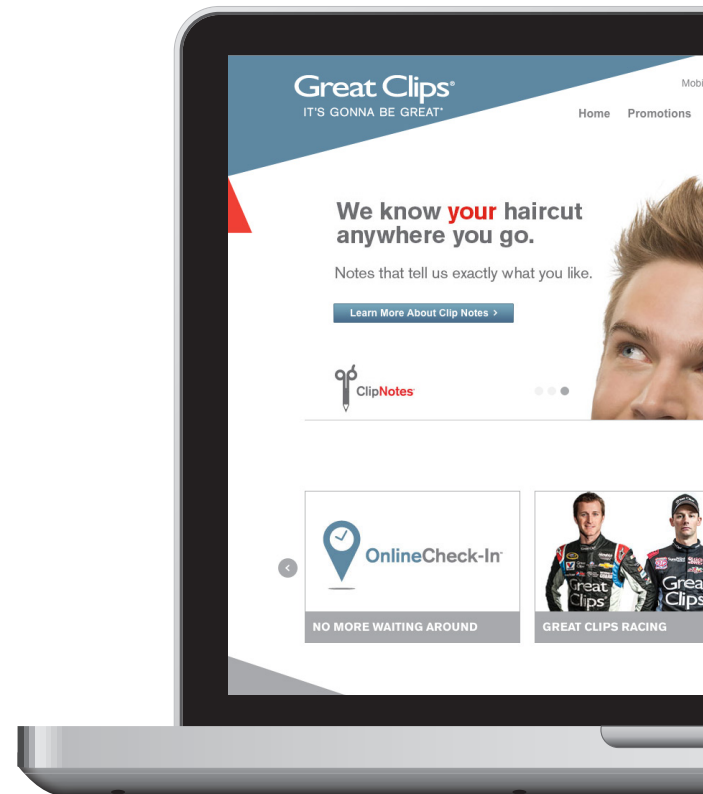 Great Clips®
IT'S GONNA BE GREAT®
Mobi
Home Promotions
We know your haircut
anywhere you go.
Notes that tell us exactly what you like.
Learn More About Clip Notes ›
ClipNotes
OnlineCheck-In
Great
Clips
Grea
Clips
NO MORE WAITING AROUND
GREAT CLIPS RACING